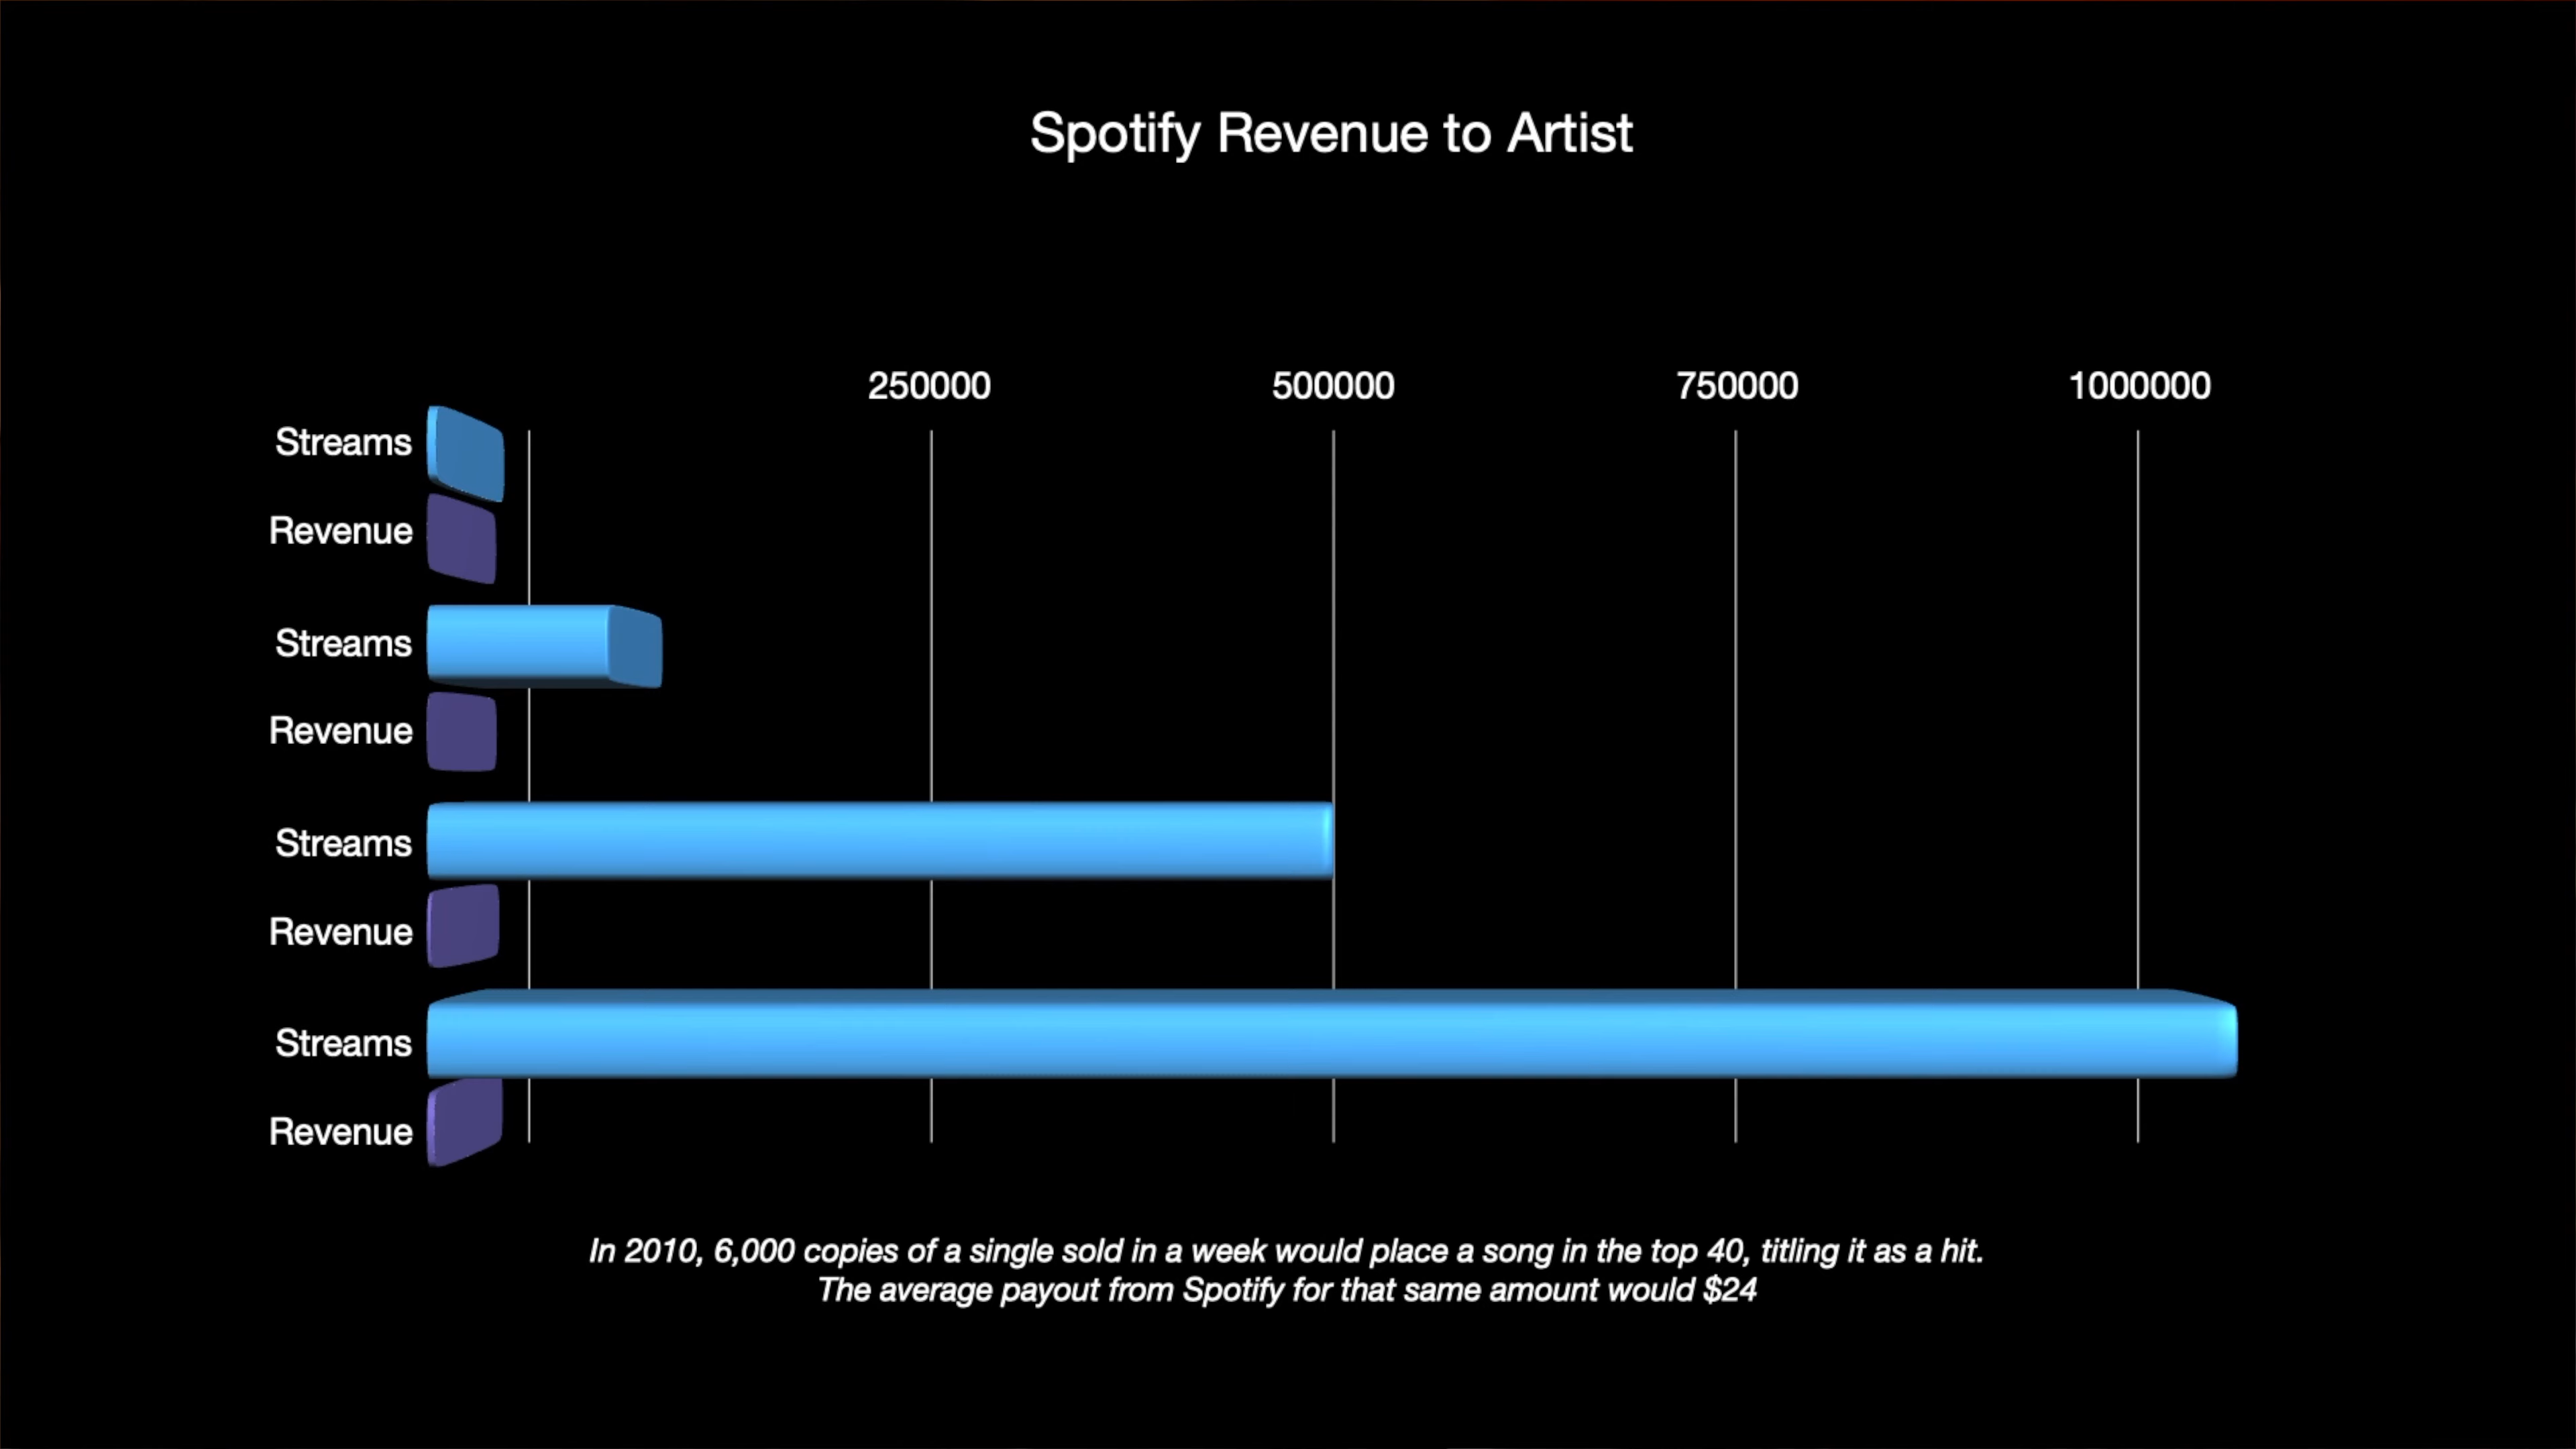 Spotify Revenue to Artist
250000 500000 750000 1000000
Streams
Revenue
Streams
Revenue
Streams
Revenue
Streams
Revenue
In 2010, 6,000 copies of a single sold in a week would place a song in the top 40, titling it as a hit.
The average payout from Spotify for that same amount would $24